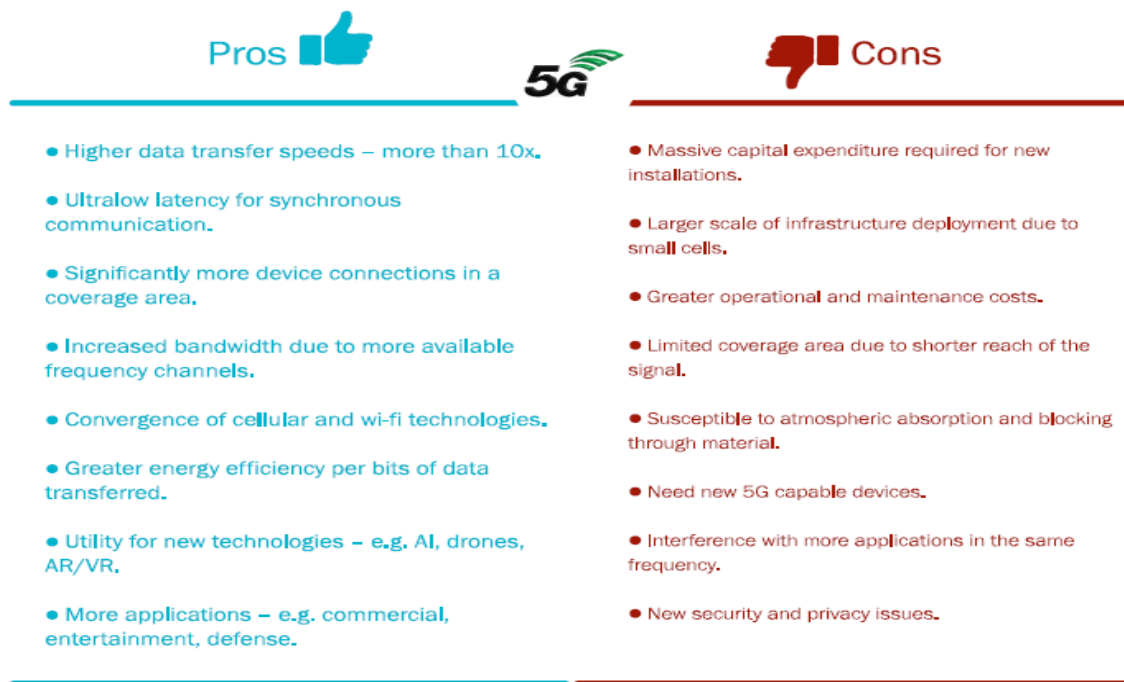 Pros
5G
Cons
• Higher data transfer speeds – more than 10x.
• Ultralow latency for synchronous
communication.
• Significantly more device connections in a
coverage area.
• Increased bandwidth due to more available
frequency channels.
• Convergence of cellular and wi-fi technologies.
• Greater energy efficiency per bits of data
transferred.
• Utility for new technologies – e.g. AI, drones,
AR/VR.
• More applications – e.g. commercial,
entertainment, defense.
• Massive capital expenditure required for new
installations.
• Larger scale of infrastructure deployment due to
small cells.
• Greater operational and maintenance costs.
• Limited coverage area due to shorter reach of the
signal.
• Susceptible to atmospheric absorption and blocking
through material.
• Need new 5G capable devices.
• Interference with more applications in the same
frequency.
• New security and privacy issues.